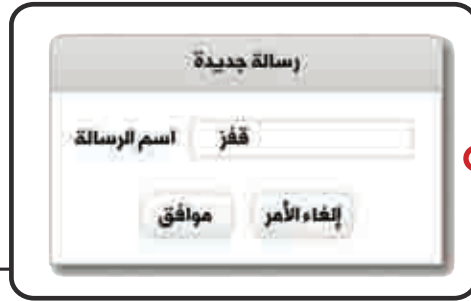 رسالة جديدة
اسم الرسالة قفز
إلغاء الأمر موافق